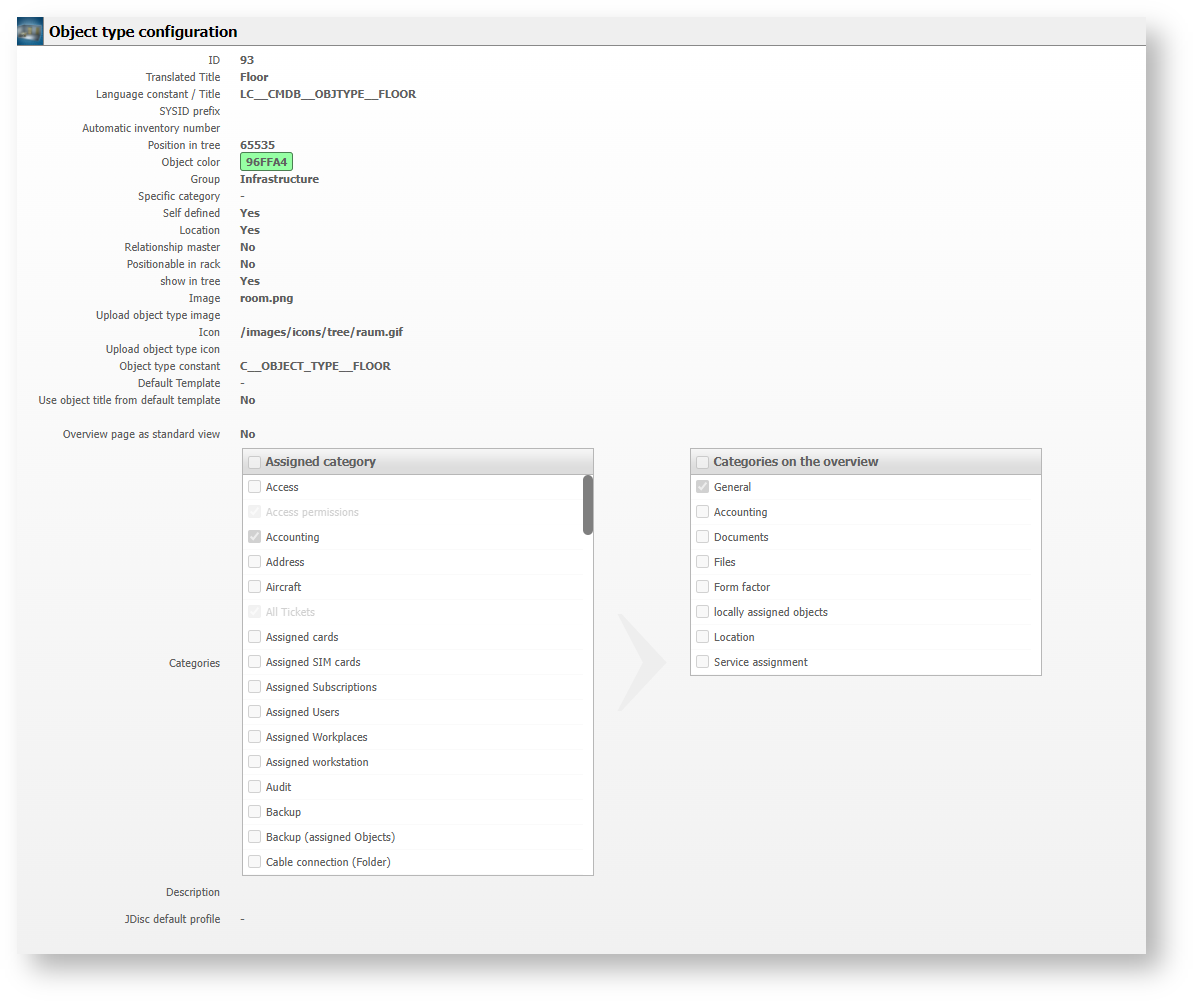 Object type configuration
ID 93
Translated Title Floor
Language constant / Title LC__CMDB__OBJTYPE__FLOOR
SYSID prefix
Automatic inventory number
Position in tree 65535
Object color 96FFA4
Group Infrastructure
Specific category -
Self defined Yes
Location Yes
Relationship master No
Positionable in rack No
show in tree Yes
Image room.png
Upload object type image
Icon /images/icons/tree/raum.gif
Upload object type icon
Object type constant C__OBJECT_TYPE__FLOOR
Default Template -
Use object title from default template No
Overview page as standard view No
Categories
Assigned category
Access
Access permissions
Accounting
Address
Aircraft
All Tickets
Assigned cards
Assigned SIM cards
Assigned Subscriptions
Assigned Users
Assigned Workplaces
Assigned workstation
Audit
Backup
Backup (assigned Objects)
Cable connection (Folder)
Categories on the overview
General
Accounting
Documents
Files
Form factor
locally assigned objects
Location
Service assignment
Description
JDisc default profile -